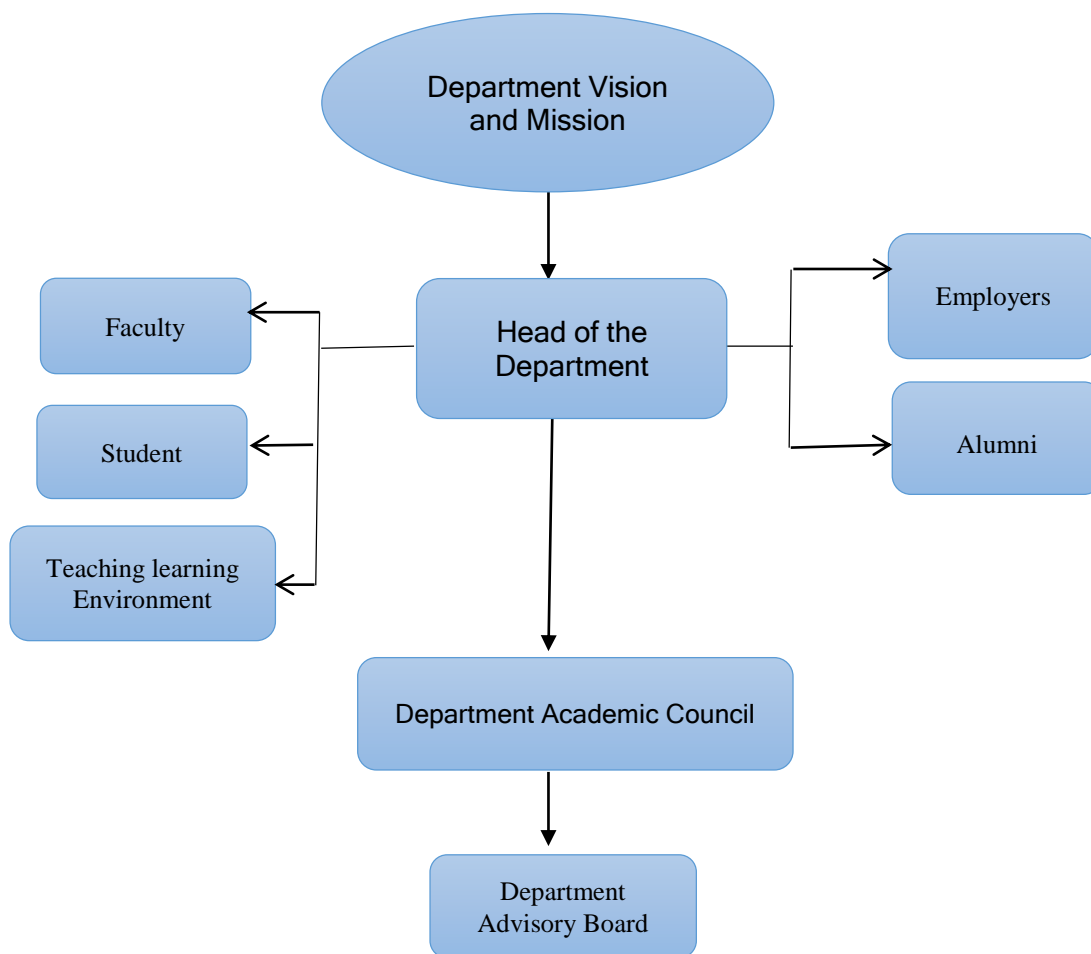 Department Vision
and Mission
Head of the
Department
Faculty
Student
Teaching learning
Environment
Employers
Alumni
Department Academic Council
Department
Advisory Board